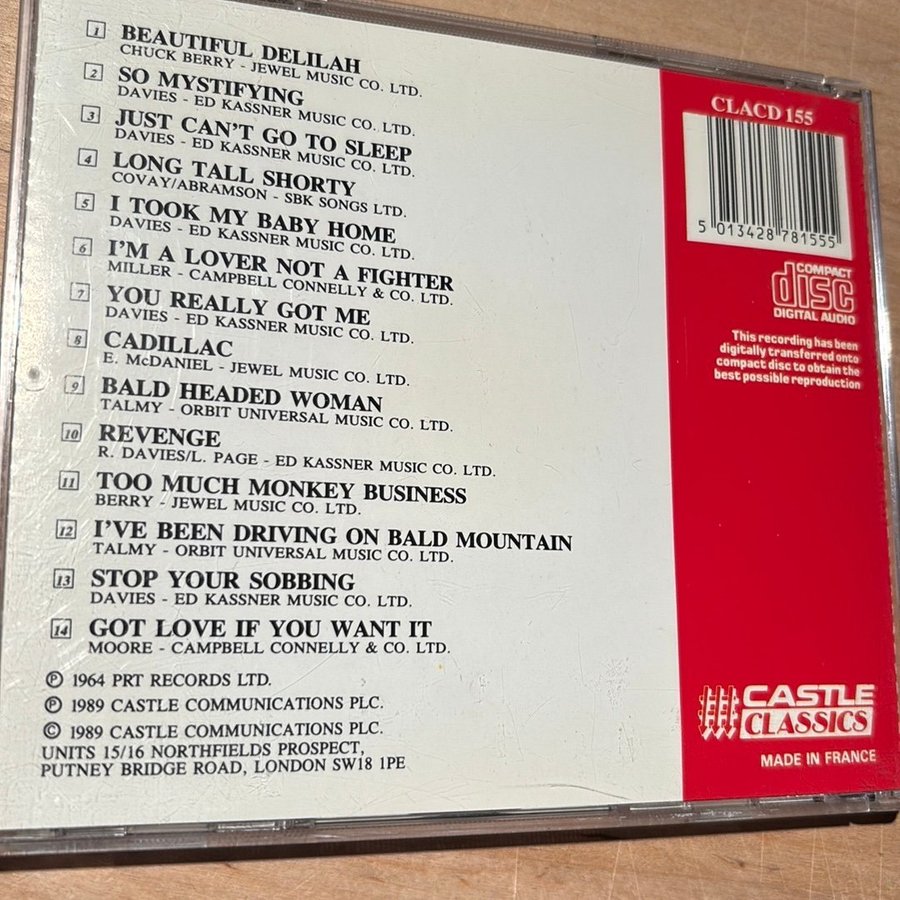 1 BEAUTIFUL DELILAH
CHUCK BERRY - JEWEL MUSIC CO. LTD.
2 SO MYSTIFYING
DAVIES - ED KASSNER MUSIC CO. LTD.
3 JUST CAN'T GO TO SLEEP
DAVIES - ED KASSNER MUSIC CO. LTD.
4 LONG TALL SHORTY
COVAY/ABRAMSON - SBK SONGS LTD.
5 I TOOK MY BABY HOME
DAVIES - ED KASSNER MUSIC CO. LTD.
6 I'M A LOVER NOT A FIGHTER
MILLER - CAMPBELL CONNELLY & CO. LTD.
7 YOU REALLY GOT ME
DAVIES - ED KASSNER MUSIC CO. LTD.
8 CADILLAC
E. McDANIEL - JEWEL MUSIC CO. LTD.
9 BALD HEADED WOMAN
TALMY - ORBIT UNIVERSAL MUSIC CO. LTD.
10 REVENGE
R. DAVIES/L. PAGE - ED KASSNER MUSIC CO. LTD.
11 TOO MUCH MONKEY BUSINESS
BERRY - JEWEL MUSIC CO. LTD.
12 I'VE BEEN DRIVING ON BALD MOUNTAIN
TALMY - ORBIT UNIVERSAL MUSIC CO. LTD.
13 STOP YOUR SOBBING
DAVIES - ED KASSNER MUSIC CO. LTD.
14 GOT LOVE IF YOU WANT IT
MOORE - CAMPBELL CONNELLY & CO. LTD.
℗ 1964 PRT RECORDS LTD.
℗ 1989 CASTLE COMMUNICATIONS PLC.
© 1989 CASTLE COMMUNICATIONS PLC.
UNITS 15/16 NORTHFIELDS PROSPECT,
PUTNEY BRIDGE ROAD, LONDON SW18 1PE
CLACD 155
5 013428 781555
COMPACT
disc
DIGITAL AUDIO
This recording has been
digitally transferred onto
compact disc to obtain the
best possible reproduction
CASTLE
CLASSICS
MADE IN FRANCE